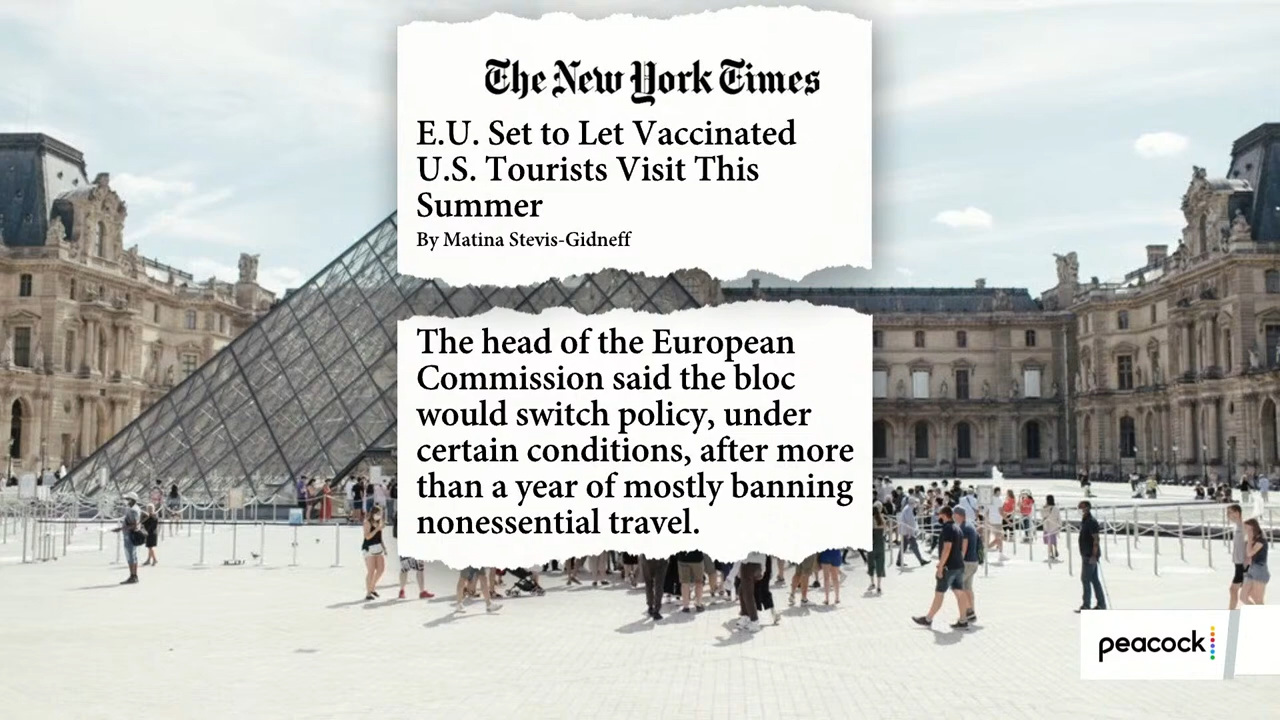 The New York Times
E.U. Set to Let Vaccinated
U.S. Tourists Visit This
Summer
By Matina Stevis-Gidneff
The head of the European
Commission said the bloc
would switch policy, under
certain conditions, after more
than a year of mostly banning
nonessential travel.
peacock